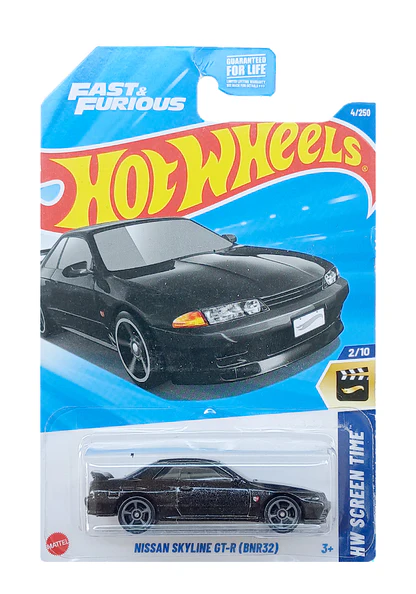 FAST &
FURIOUS
GUARANTEED
FOR LIFE
4/250
HOT WHEELS
2/10
HW SCREEN TIME™
MATTEL
NISSAN SKYLINE GT-R (BNR32)
3+